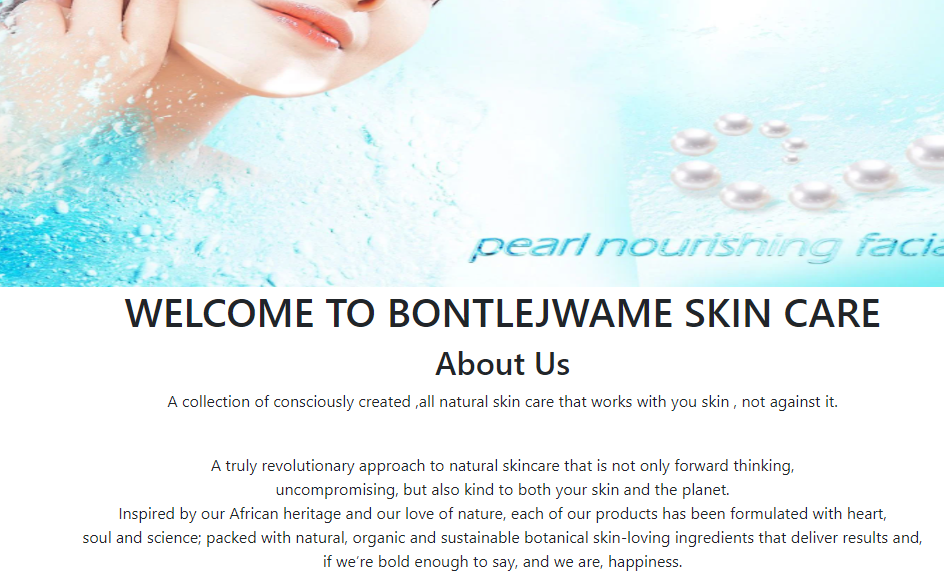 pearl nourishing facia
WELCOME TO BONTLEJWAME SKIN CARE
About Us
A collection of consciously created ,all natural skin care that works with you skin , not against it.
A truly revolutionary approach to natural skincare that is not only forward thinking,
uncompromising, but also kind to both your skin and the planet.
Inspired by our African heritage and our love of nature, each of our products has been formulated with heart,
soul and science; packed with natural, organic and sustainable botanical skin-loving ingredients that deliver results and,
if we're bold enough to say, and we are, happiness.